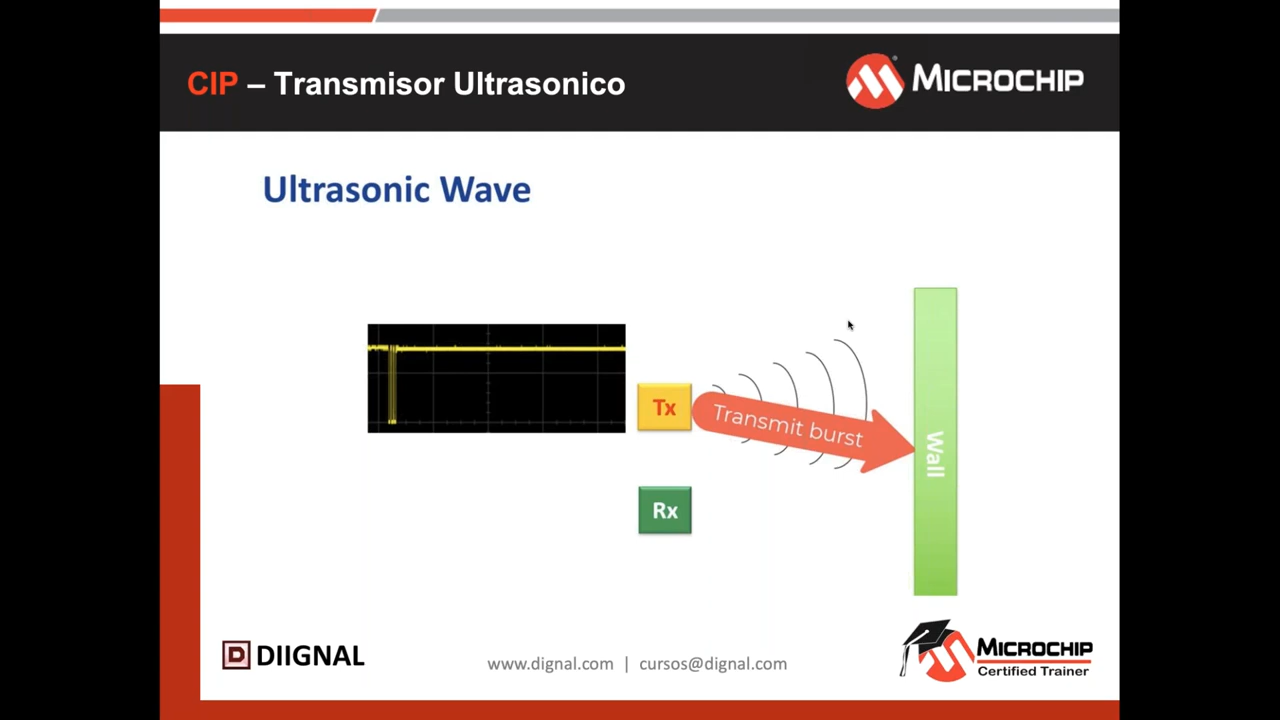 CIP – Transmisor Ultrasonico
MICROCHIP
Ultrasonic Wave
Tx
Transmit burst
Wall
Rx
D DIIGNAL
www.dignal.com | cursos@dignal.com
MICROCHIP
Certified Trainer